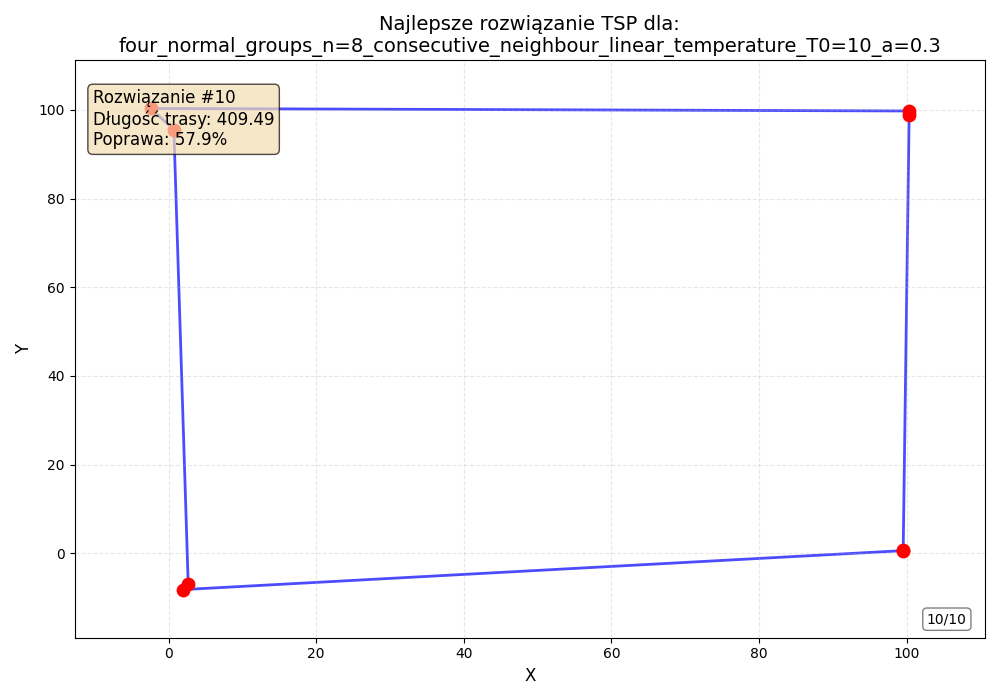 Najlepsze rozwiązanie TSP dla:
four_normal_groups_n=8_consecutive_neighbour_linear_temperature_T0=10_a=0.3
Rozwiązanie #10
Długość trasy: 409.49
Poprawa: 57.9%
100
80
60
40
20
0
Y
10/10
0
20
40
60
80
100
X